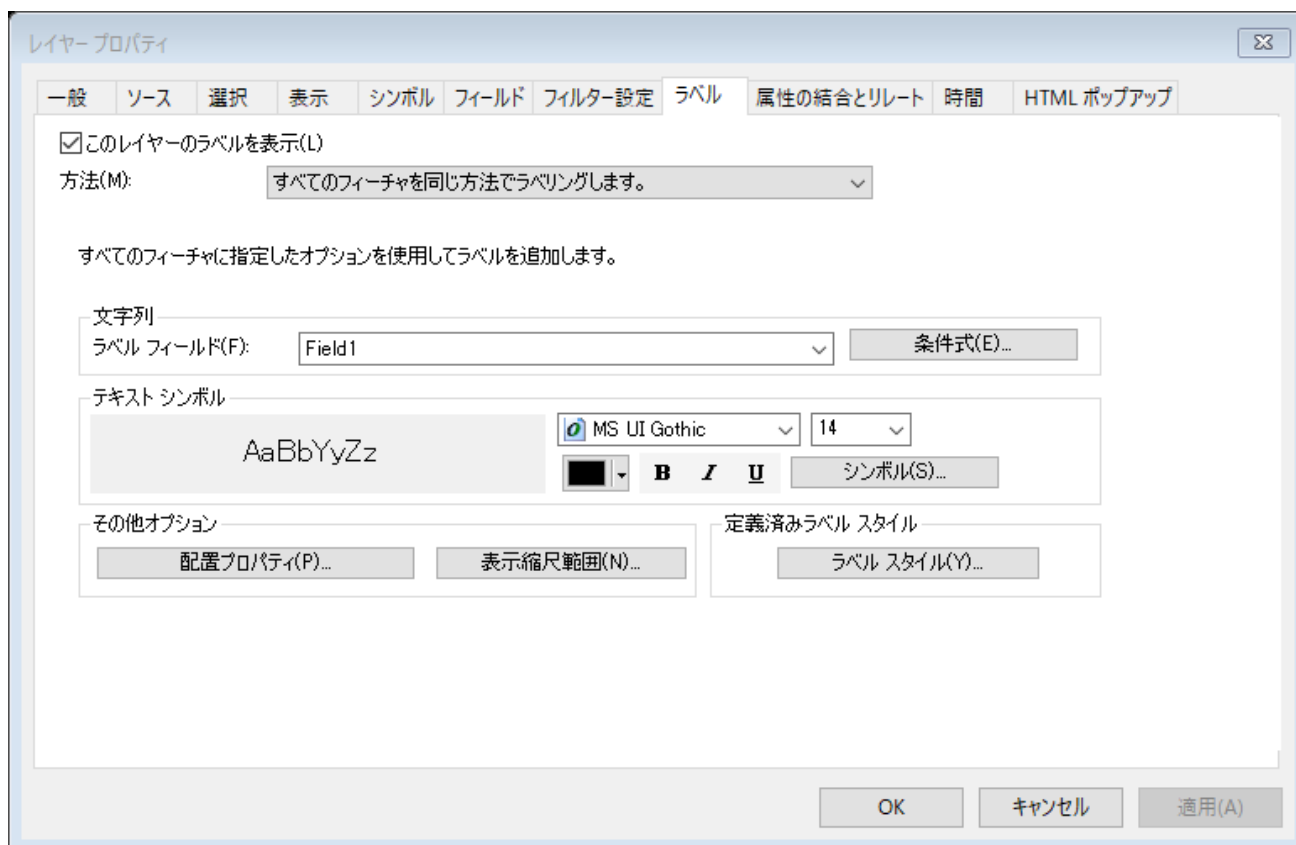 レイヤー プロパティ
一般 ソース 選択 表示 シンボル フィールド フィルター設定 ラベル 属性の結合とリレート 時間 HTML ポップアップ
このレイヤーのラベルを表示(L)
方法(M): すべてのフィーチャを同じ方法でラベリングします。
すべてのフィーチャに指定したオプションを使用してラベルを追加します。
文字列
ラベル フィールド(F): Field1 条件式(E)...
テキスト シンボル
AaBbYyZz MS UI Gothic 14
B I U シンボル(S)...
その他オプション 定義済みラベル スタイル
配置プロパティ(P)... 表示縮尺範囲(N)... ラベル スタイル(Y)...
OK キャンセル 適用(A)